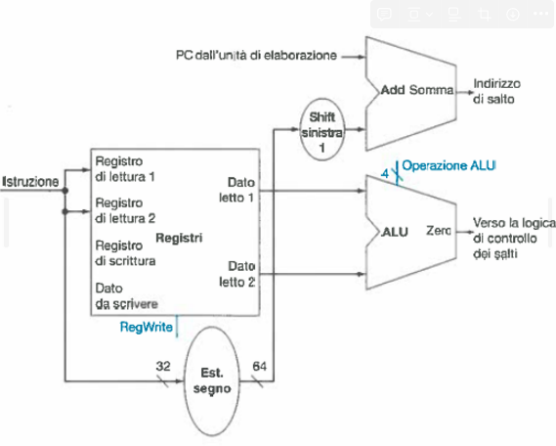 PC dall'unità di elaborazione
Add Somma
Indirizzo
di salto
Shift
sinistra
1
Operazione ALU
4
Istruzione
Registro
di lettura 1
Registro
di lettura 2
Registri
Registro
di scrittura
Dato
da scrivere
Dato
letto 1
Dato
letto 2
ALU
Zero
Verso la logica
di controllo
dei salti
RegWrite
32
Est.
segno
64